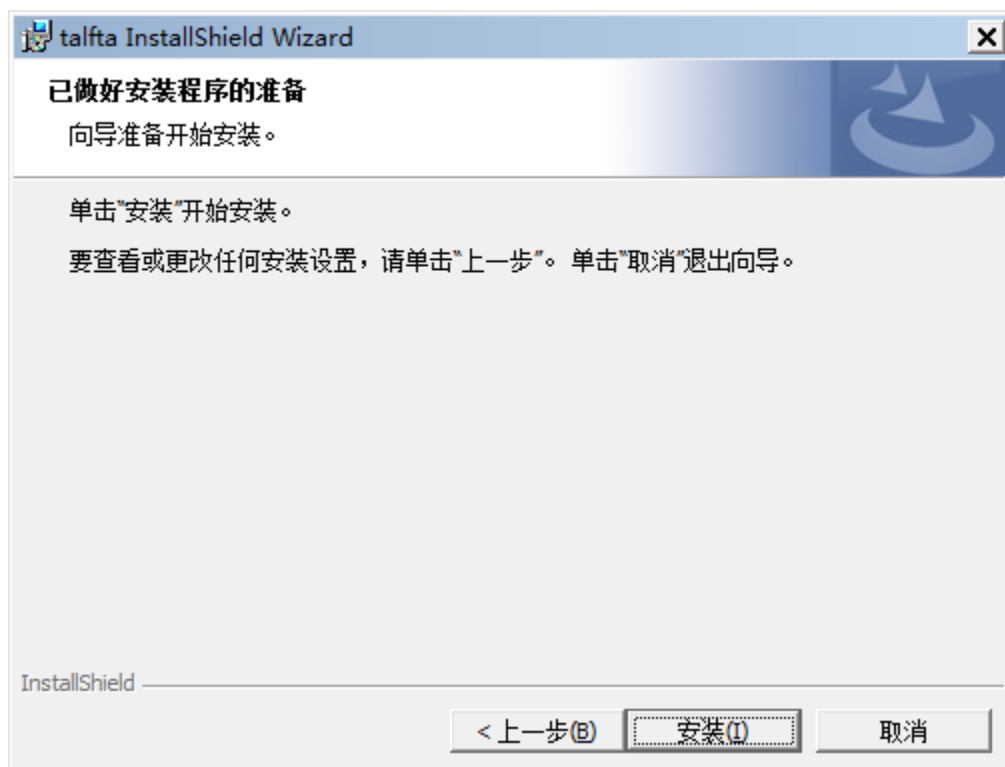 talfta InstallShield Wizard
已做好安装程序的准备
向导准备开始安装。
单击"安装"开始安装。
要查看或更改任何安装设置，请单击"上一步"。 单击"取消"退出向导。
InstallShield
< 上一步(B) 安装(I) 取消